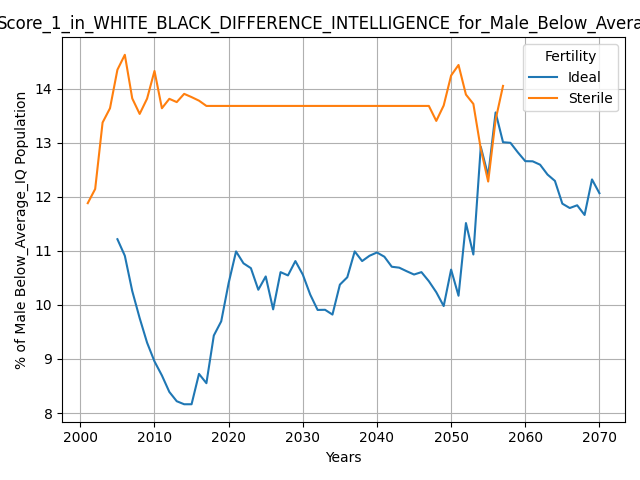 Score_1_in_WHITE_BLACK_DIFFERENCE_INTELLIGENCE_for_Male_Below_Avera
Fertility
Ideal
Sterile
% of Male Below_Average_IQ Population
14
13
12
11
10
9
8
2000 2010 2020 2030 2040 2050 2060 2070
Years